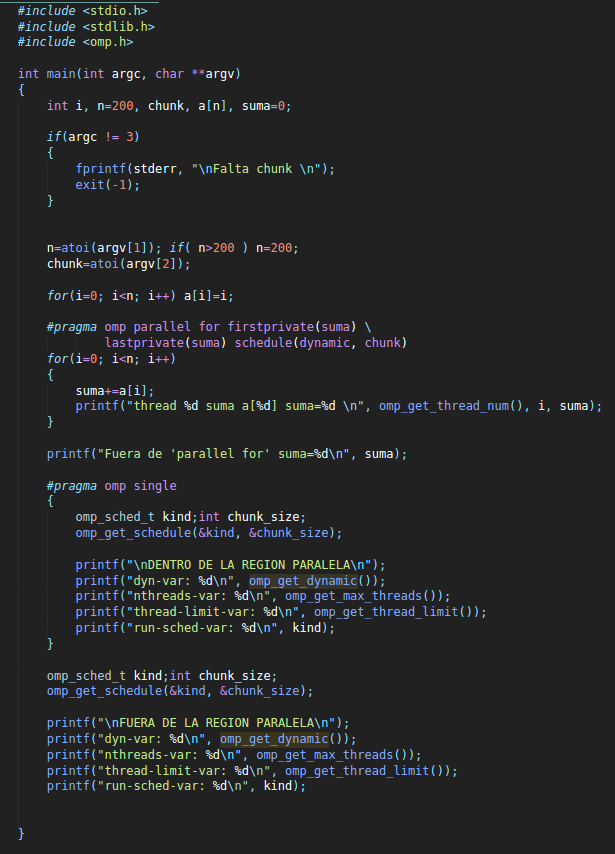 #include <stdio.h>
#include <stdlib.h>
#include <omp.h>
int main(int argc, char **argv)
{
int i, n=200, chunk, a[n], suma=0;
if(argc != 3)
{
fprintf(stderr, "\nFalta chunk \n");
exit(-1);
}
n=atoi(argv[1]); if( n>200 ) n=200;
chunk=atoi(argv[2]);
for(i=0; i<n; i++) a[i]=i;
#pragma omp parallel for firstprivate(suma) \
lastprivate(suma) schedule(dynamic, chunk)
for(i=0; i<n; i++)
{
suma+=a[i];
printf("thread %d suma a[%d] suma=%d \n", omp_get_thread_num(), i, suma);
}
printf("Fuera de 'parallel for' suma=%d\n", suma);
#pragma omp single
{
omp_sched_t kind;int chunk_size;
omp_get_schedule(&kind, &chunk_size);
printf("\nDENTRO DE LA REGION PARALELA\n");
printf("dyn-var: %d\n", omp_get_dynamic());
printf("nthreads-var: %d\n", omp_get_max_threads());
printf("thread-limit-var: %d\n", omp_get_thread_limit());
printf("run-sched-var: %d\n", kind);
}
omp_sched_t kind;int chunk_size;
omp_get_schedule(&kind, &chunk_size);
printf("\nFUERA DE LA REGION PARALELA\n");
printf("dyn-var: %d\n", omp_get_dynamic());
printf("nthreads-var: %d\n", omp_get_max_threads());
printf("thread-limit-var: %d\n", omp_get_thread_limit());
printf("run-sched-var: %d\n", kind);
}